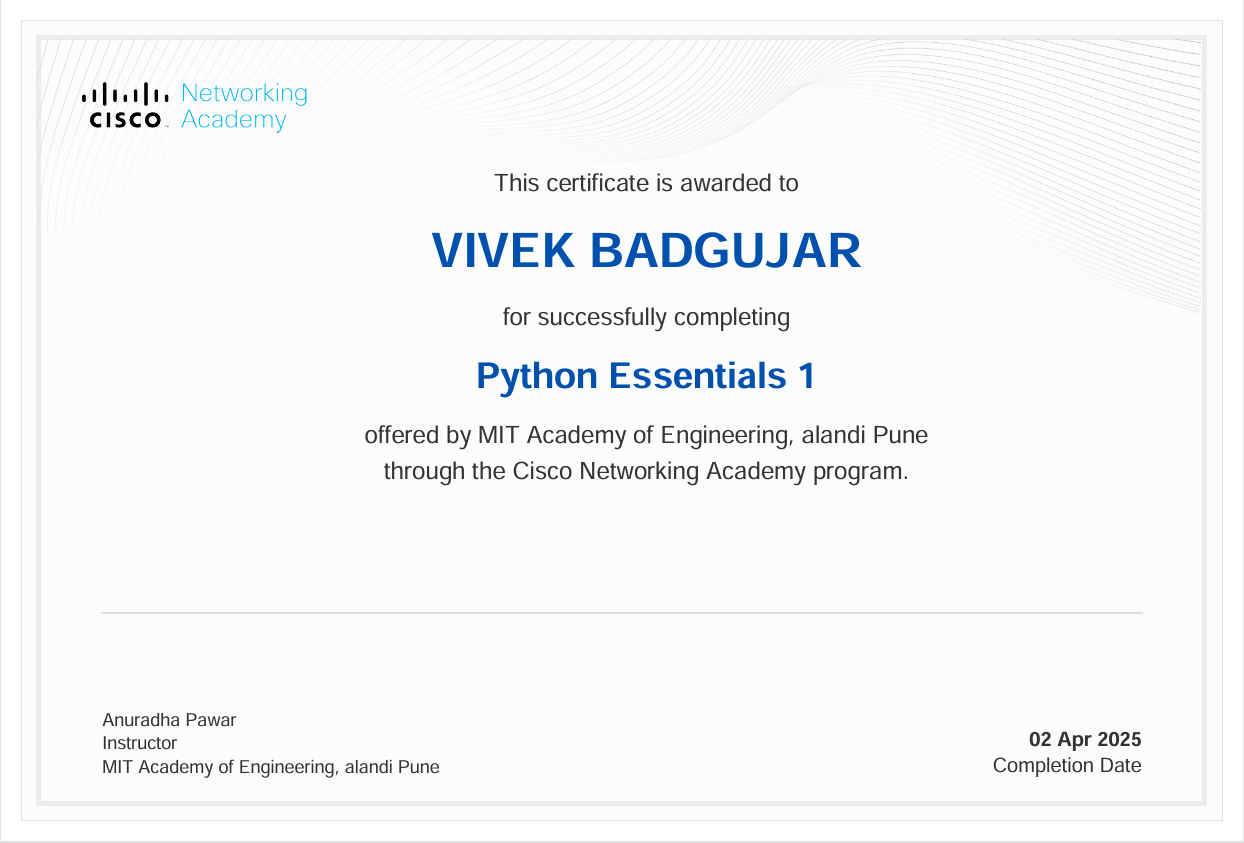 CISCO
Networking
Academy
This certificate is awarded to
VIVEK BADGUJAR
for successfully completing
Python Essentials 1
offered by MIT Academy of Engineering, alandi Pune
through the Cisco Networking Academy program.
Anuradha Pawar
Instructor
MIT Academy of Engineering, alandi Pune
02 Apr 2025
Completion Date